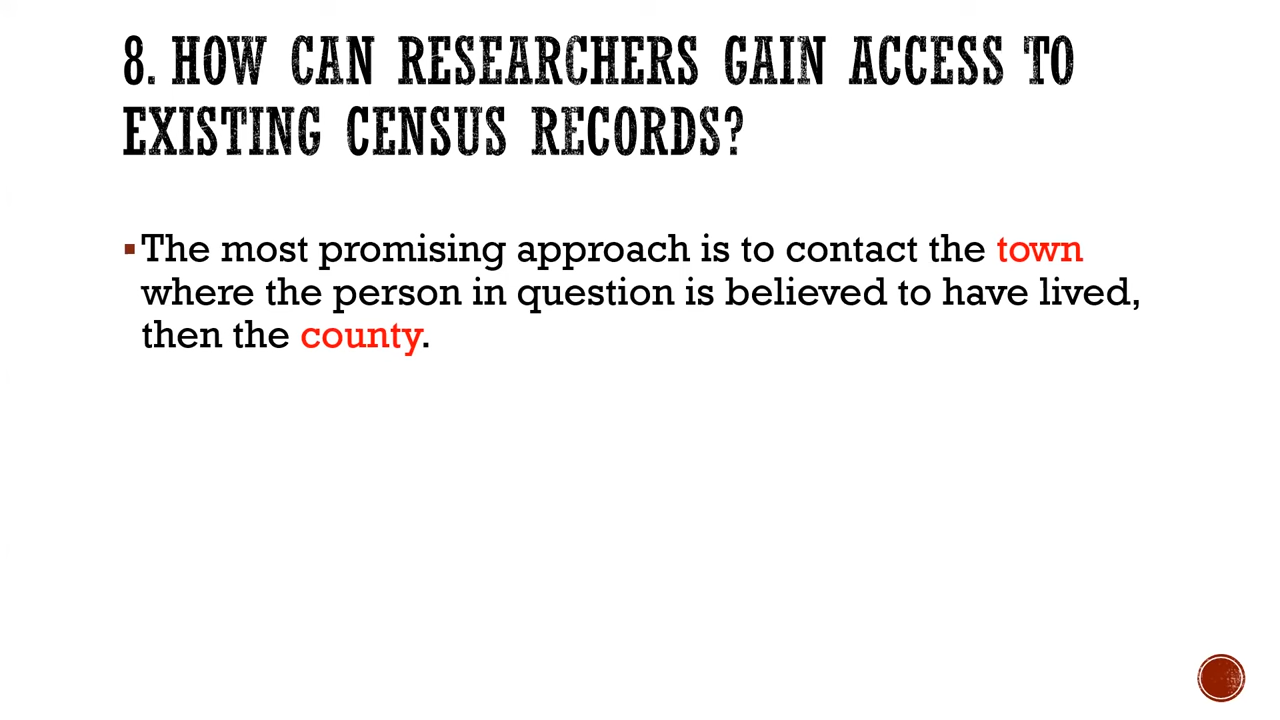 8. HOW CAN RESEARCHERS GAIN ACCESS TO
EXISTING CENSUS RECORDS?
▪The most promising approach is to contact the town
where the person in question is believed to have lived,
then the county.